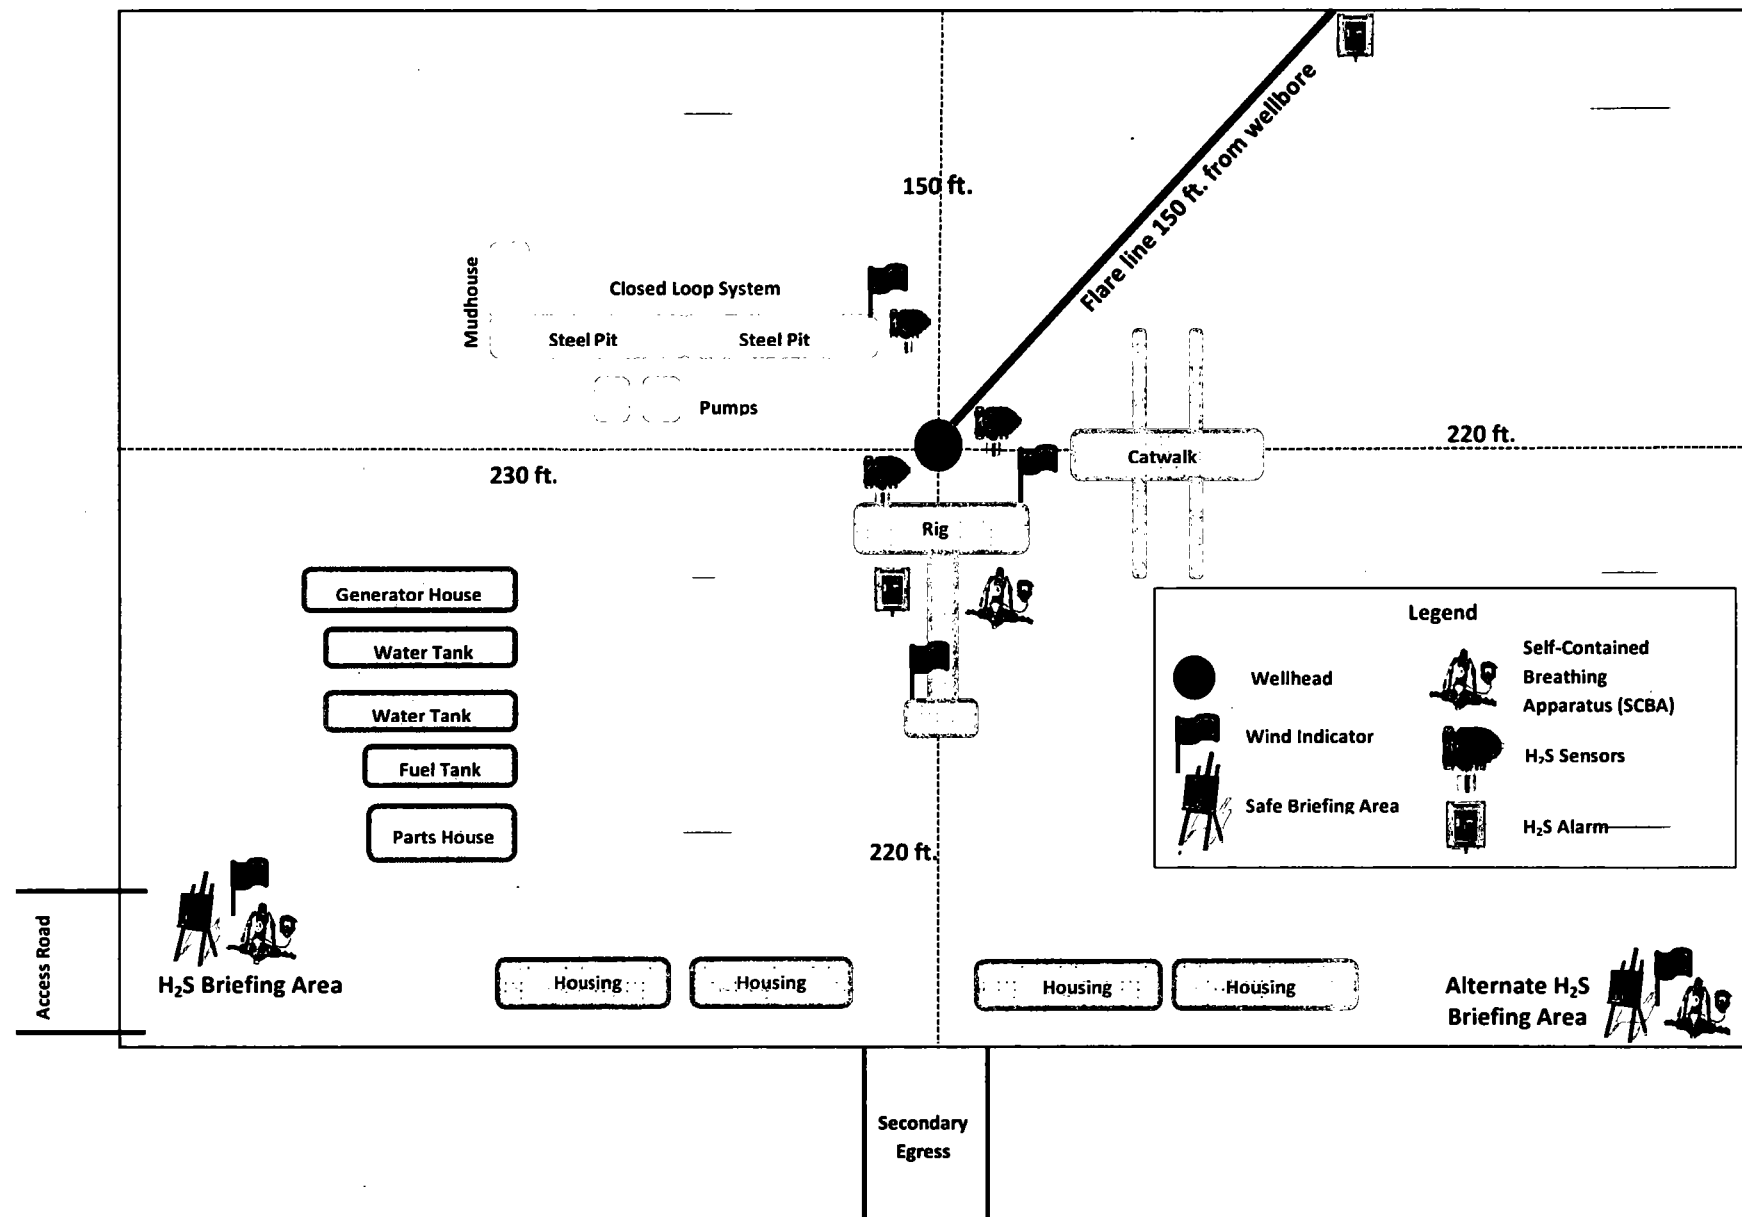 150 ft.
Flare line 150 ft. from wellbore
Mudhouse
Closed Loop System
Steel Pit
Steel Pit
Pumps
230 ft.
220 ft.
Catwalk
Rig
Generator House
Water Tank
Water Tank
Fuel Tank
Parts House
220 ft.
Legend
Wellhead
Wind Indicator
Safe Briefing Area
Self-Contained
Breathing
Apparatus (SCBA)
H₂S Sensors
H₂S Alarm
Access Road
H₂S Briefing Area
Housing
Housing
Housing
Housing
Alternate H₂S
Briefing Area
Secondary
Egress